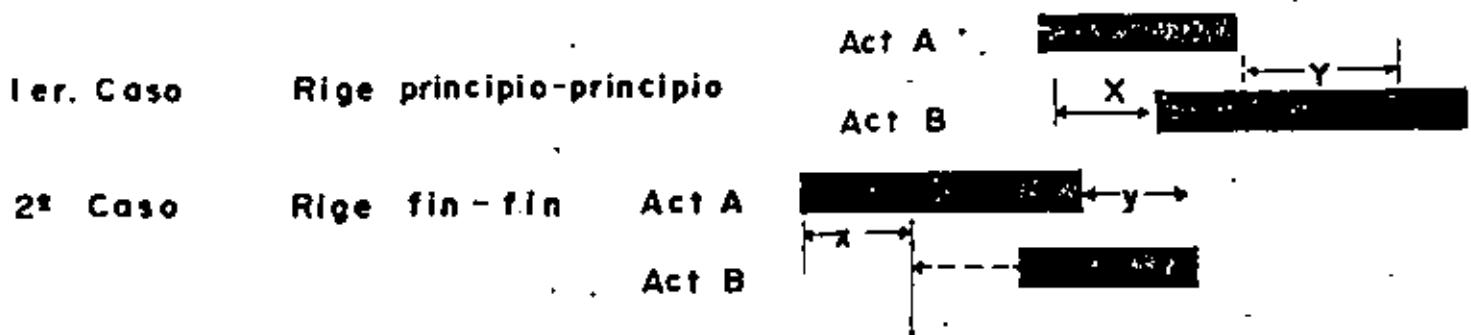 Act A
1er. Caso Rige principio-principio
Y
X
Act B
2ª Caso Rige fin-fin Act A
y
x
Act B